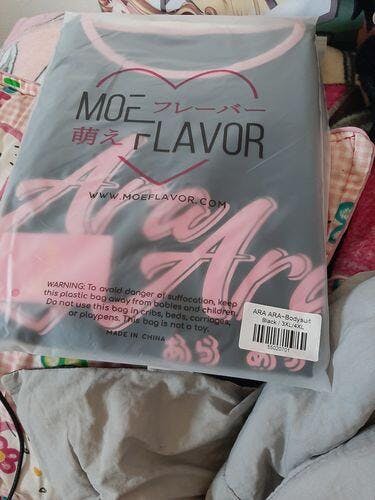 MOE フレーバー
萌え FLAVOR
WWW.MOEFLAVOR.COM
Ara
Ara
WARNING: To avoid danger of suffocation, keep
this plastic bag away from babies and children.
Do not use this bag in cribs, beds, carriages,
or playpens. This bag is not a toy.
MADE IN CHINA
ARA ARA~Bodysuit
Black / 3XL/4XL